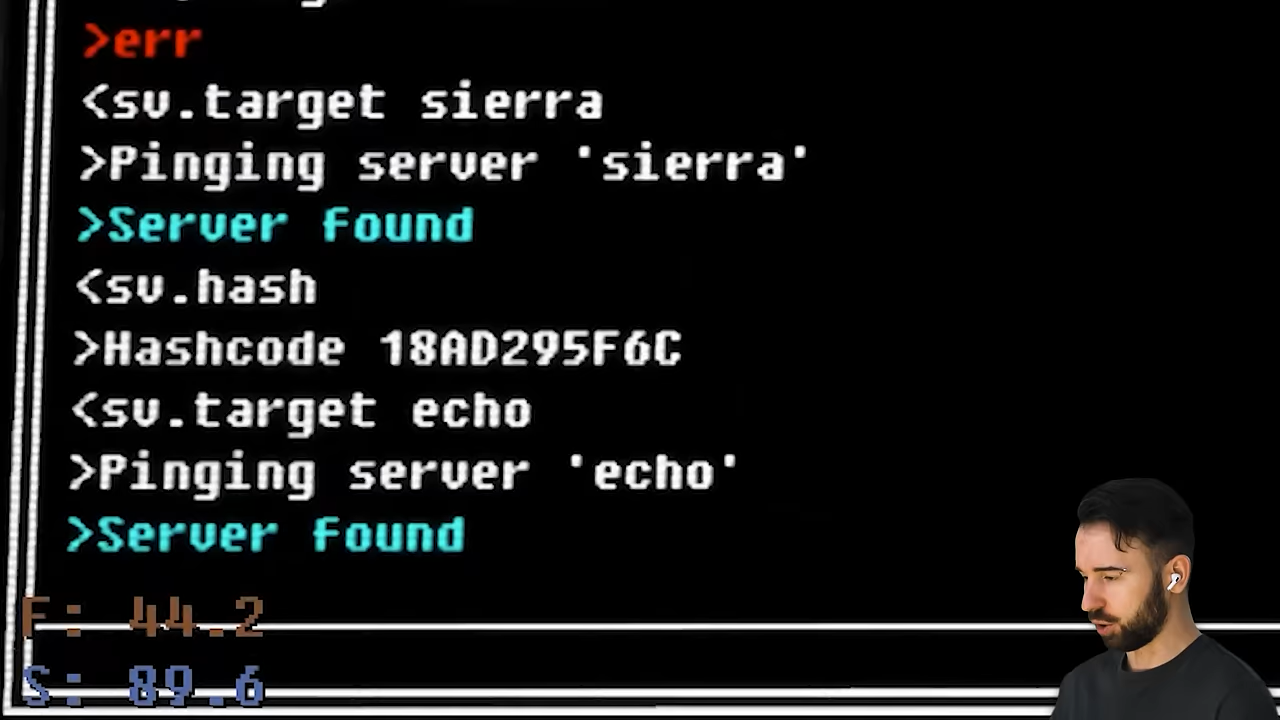 >err
<sv.target sierra
>Pinging server 'sierra'
>Server found
<sv.hash
>Hashcode 18AD295F6C
<sv.target echo
>Pinging server 'echo'
>Server found
F: 44.2
S: 89.6